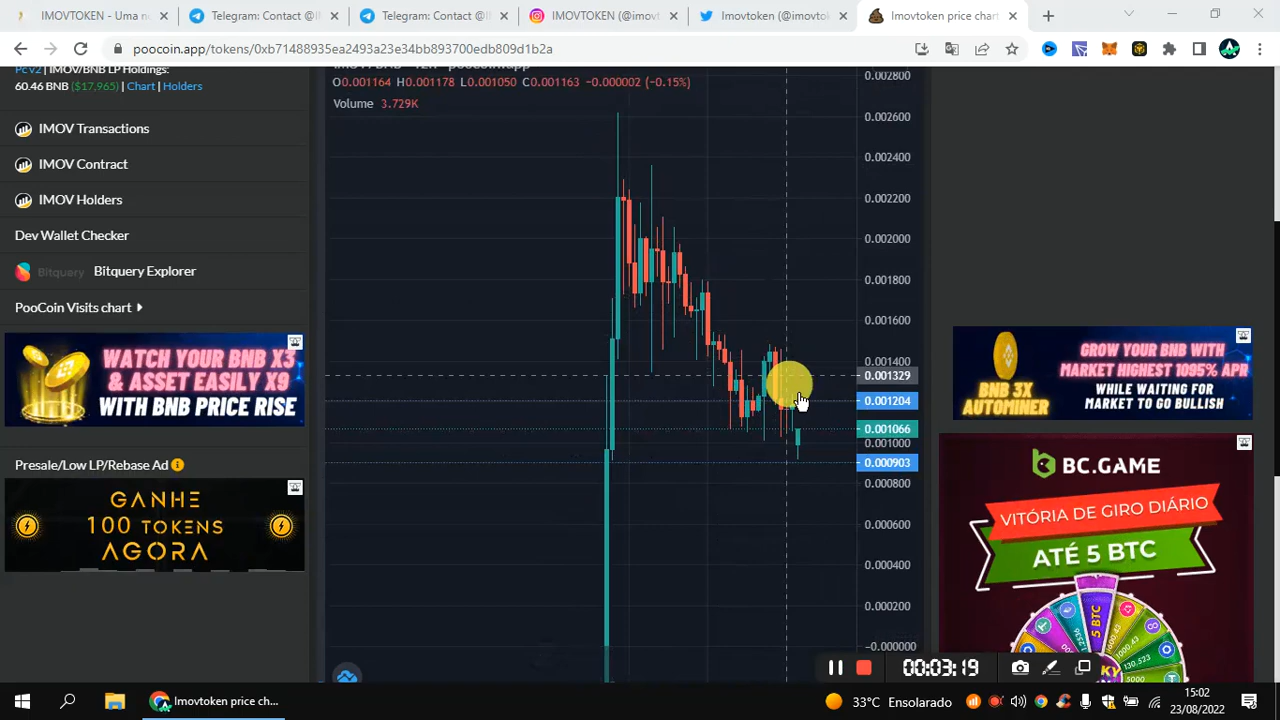 IMOVTOKEN - Uma n
Telegram: Contact @I
Telegram: Contact @I
IMOVTOKEN (@imovt
Imovtoken (@imovtok
Imovtoken price chart
poocoin.app/tokens/0xb71488935ea2493a23e34bb893700edb809d1b2a
Pcv2 | IMOV/BNB LP Holdings:
60.46 BNB ($17,965) | Chart | Holders
IMOV Transactions
IMOV Contract
IMOV Holders
Dev Wallet Checker
Bitquery Bitquery Explorer
PooCoin Visits chart
WATCH YOUR BNB X3
& ASSET EASILY X9
WITH BNB PRICE RISE
Presale/Low LP/Rebase Ad
GANHE
100 TOKENS
AGORA
O0.001164 H0.001178 L0.001050 C0.001163 −0.000002 (−0.15%)
Volume 3.729K
0.002800
0.002600
0.002400
0.002200
0.002000
0.001800
0.001600
0.001400
0.001329
0.001204
0.001066
0.001000
0.000903
0.000800
0.000600
0.000400
0.000200
−0.000000
BNB 3X
AUTOMINER
GROW YOUR BNB WITH
MARKET HIGHEST 1095% APR
WHILE WAITING FOR
MARKET TO GO BULLISH
BC.GAME
VITÓRIA DE GIRO DIÁRIO
ATÉ 5 BTC
5 BTC
00:03:19
Imovtoken price ch...
33°C Ensolarado
15:02
23/08/2022